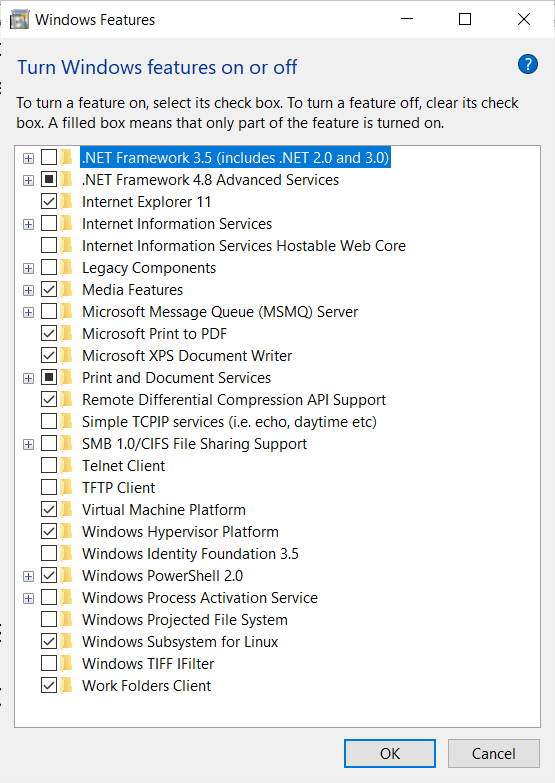 Windows Features
Turn Windows features on or off
?
To turn a feature on, select its check box. To turn a feature off, clear its check
box. A filled box means that only part of the feature is turned on.
.NET Framework 3.5 (includes .NET 2.0 and 3.0)
.NET Framework 4.8 Advanced Services
Internet Explorer 11
Internet Information Services
Internet Information Services Hostable Web Core
Legacy Components
Media Features
Microsoft Message Queue (MSMQ) Server
Microsoft Print to PDF
Microsoft XPS Document Writer
Print and Document Services
Remote Differential Compression API Support
Simple TCPIP services (i.e. echo, daytime etc)
SMB 1.0/CIFS File Sharing Support
Telnet Client
TFTP Client
Virtual Machine Platform
Windows Hypervisor Platform
Windows Identity Foundation 3.5
Windows PowerShell 2.0
Windows Process Activation Service
Windows Projected File System
Windows Subsystem for Linux
Windows TIFF IFilter
Work Folders Client
OK
Cancel